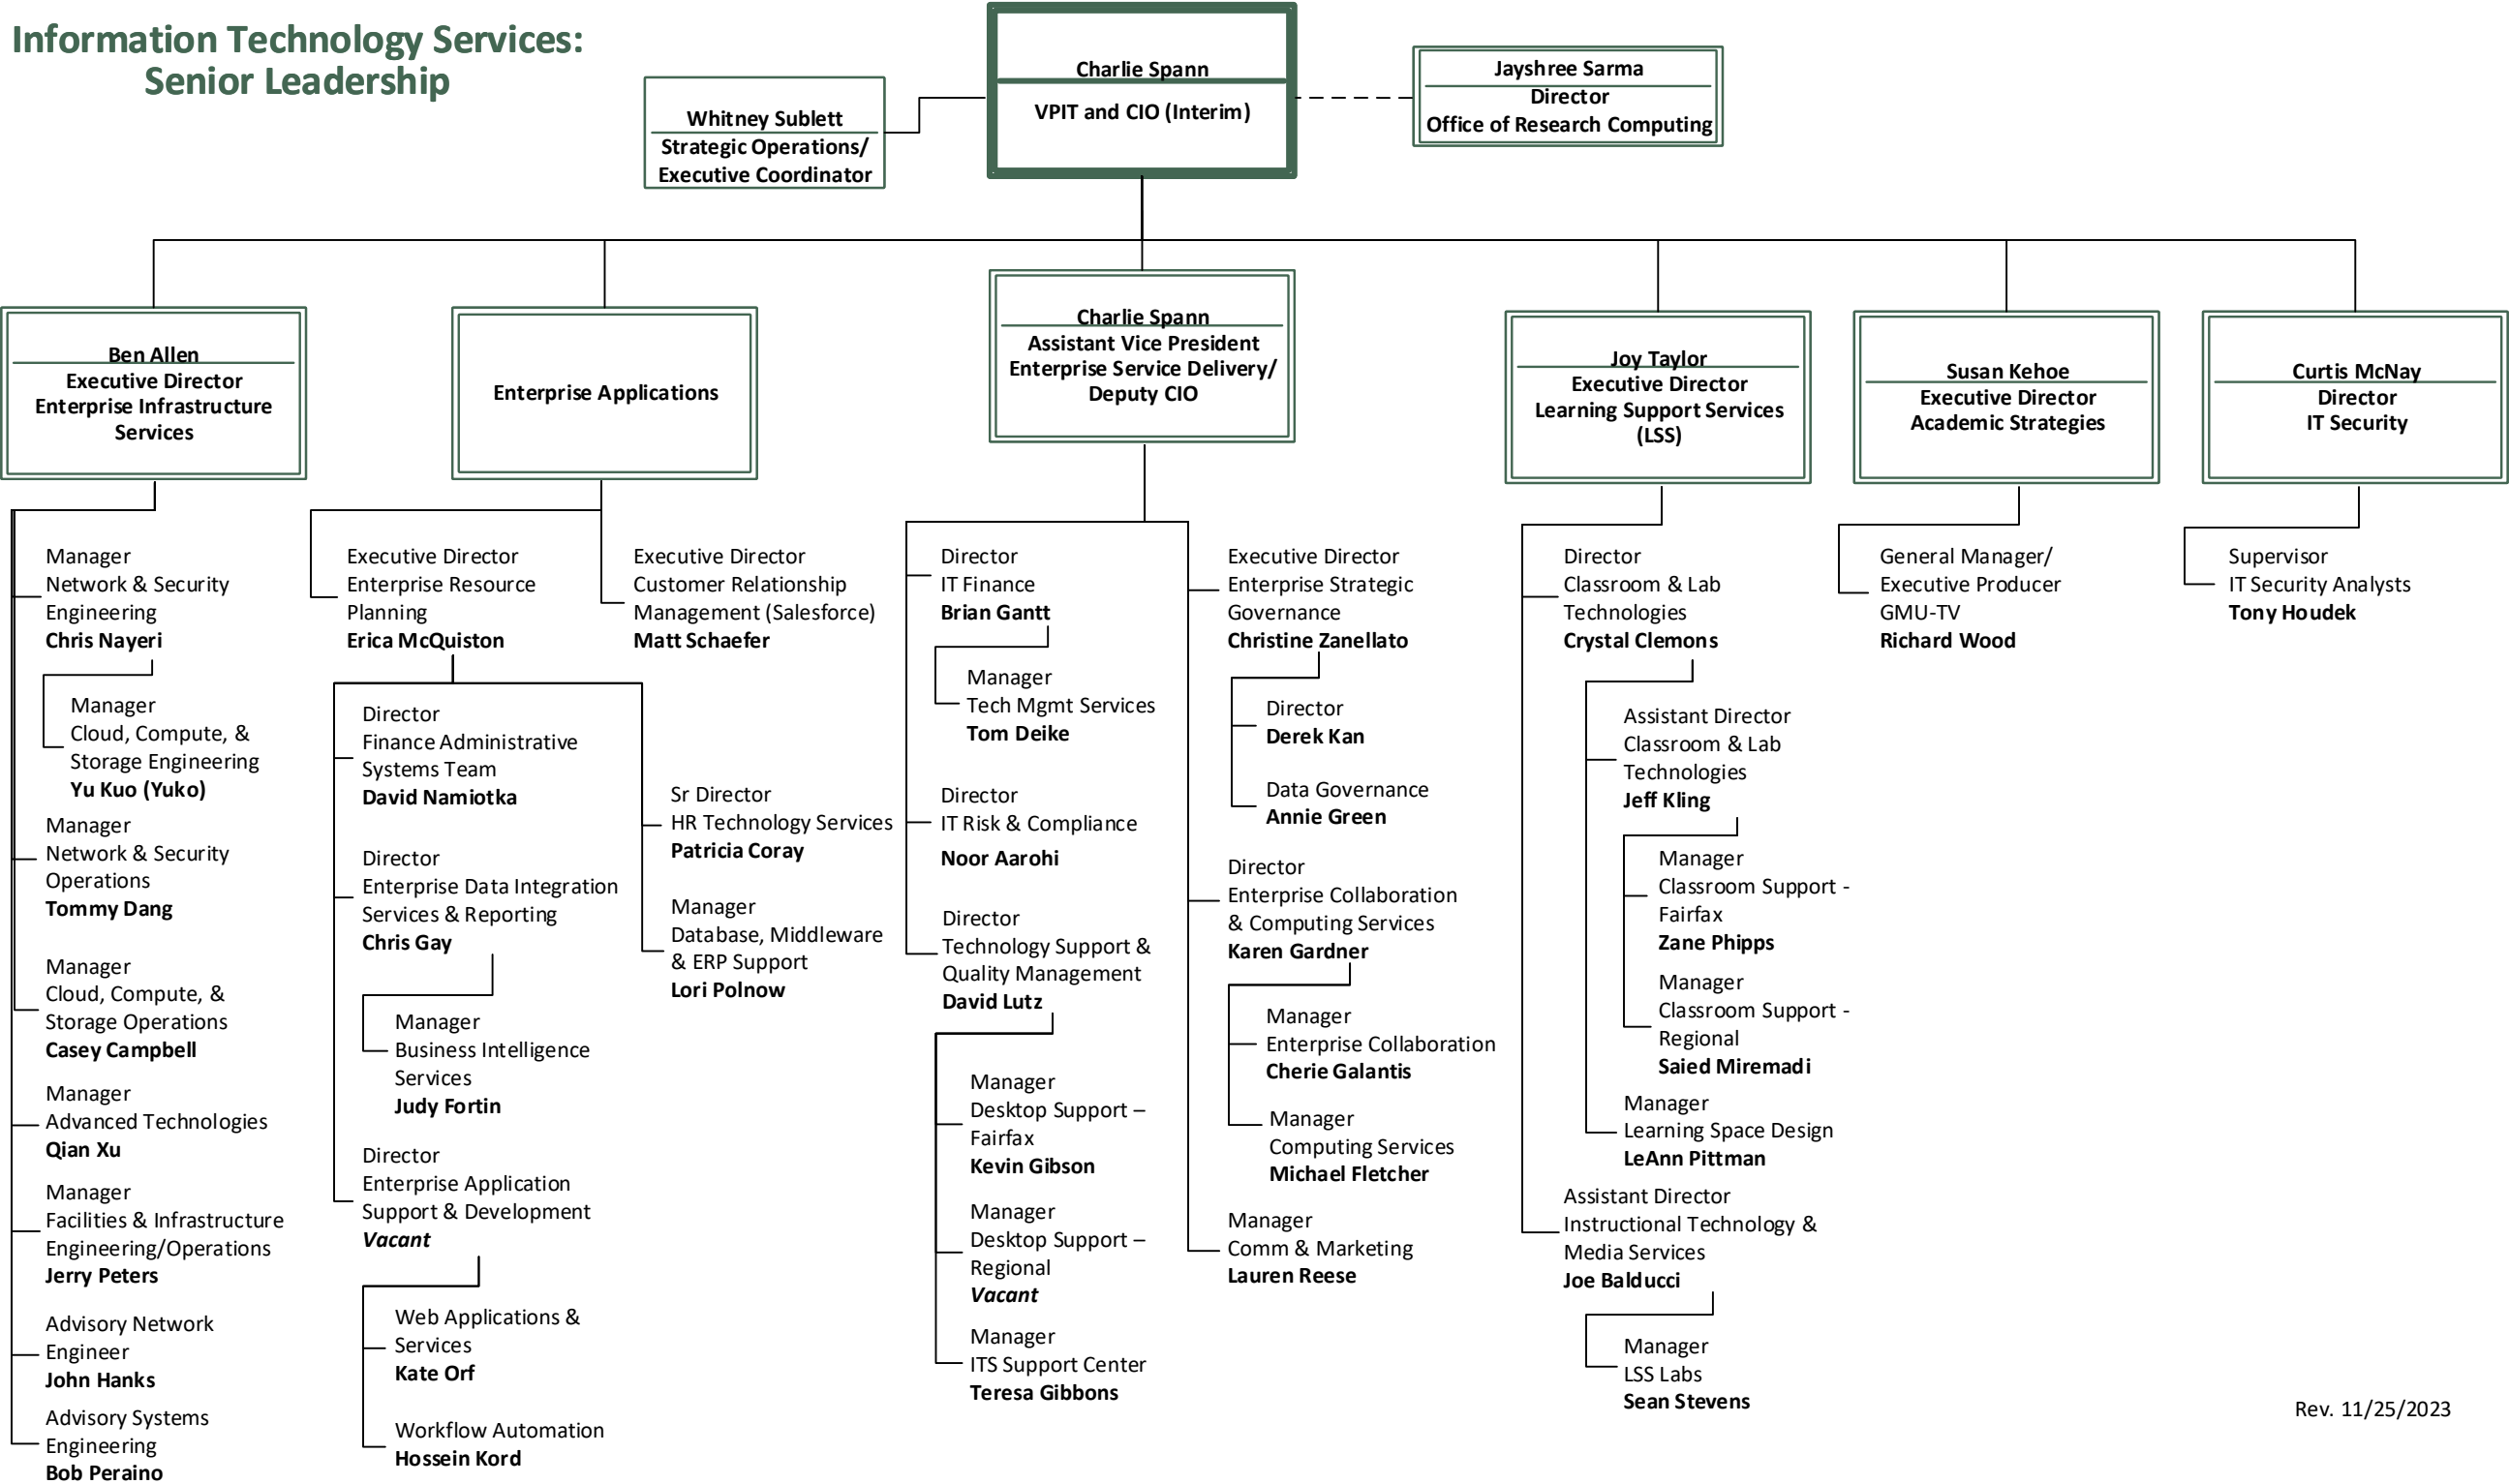 Information Technology Services:
Senior Leadership
Charlie Spann
VPIT and CIO (Interim)
Whitney Sublett
Strategic Operations/
Executive Coordinator
Jayshree Sarma
Director
Office of Research Computing
Ben Allen
Executive Director
Enterprise Infrastructure
Services
Enterprise Applications
Charlie Spann
Assistant Vice President
Enterprise Service Delivery/
Deputy CIO
Joy Taylor
Executive Director
Learning Support Services
(LSS)
Susan Kehoe
Executive Director
Academic Strategies
Curtis McNay
Director
IT Security
Manager
Network & Security
Engineering
Chris Nayeri
Manager
Cloud, Compute, &
Storage Engineering
Yu Kuo (Yuko)
Manager
Network & Security
Operations
Tommy Dang
Manager
Cloud, Compute, &
Storage Operations
Casey Campbell
Manager
Advanced Technologies
Qian Xu
Manager
Facilities & Infrastructure
Engineering/Operations
Jerry Peters
Advisory Network
Engineer
John Hanks
Advisory Systems
Engineering
Bob Peraino
Executive Director
Enterprise Resource
Planning
Erica McQuiston
Director
Finance Administrative
Systems Team
David Namiotka
Director
Enterprise Data Integration
Services & Reporting
Chris Gay
Manager
Business Intelligence
Services
Judy Fortin
Director
Enterprise Application
Support & Development
Vacant
Web Applications &
Services
Kate Orf
Workflow Automation
Hossein Kord
Executive Director
Customer Relationship
Management (Salesforce)
Matt Schaefer
Sr Director
HR Technology Services
Patricia Coray
Manager
Database, Middleware
& ERP Support
Lori Polnow
Director
IT Finance
Brian Gantt
Manager
Tech Mgmt Services
Tom Deike
Director
IT Risk & Compliance
Noor Aarohi
Director
Technology Support &
Quality Management
David Lutz
Manager
Desktop Support –
Fairfax
Kevin Gibson
Manager
Desktop Support –
Regional
Vacant
Manager
ITS Support Center
Teresa Gibbons
Executive Director
Enterprise Strategic
Governance
Christine Zanellato
Director
Derek Kan
Data Governance
Annie Green
Director
Enterprise Collaboration
& Computing Services
Karen Gardner
Manager
Enterprise Collaboration
Cherie Galantis
Manager
Computing Services
Michael Fletcher
Manager
Comm & Marketing
Lauren Reese
Director
Classroom & Lab
Technologies
Crystal Clemons
Assistant Director
Classroom & Lab
Technologies
Jeff Kling
Manager
Classroom Support -
Fairfax
Zane Phipps
Manager
Classroom Support -
Regional
Saied Miremadi
Manager
Learning Space Design
LeAnn Pittman
Assistant Director
Instructional Technology &
Media Services
Joe Balducci
Manager
LSS Labs
Sean Stevens
General Manager/
Executive Producer
GMU-TV
Richard Wood
Supervisor
IT Security Analysts
Tony Houdek
Rev. 11/25/2023